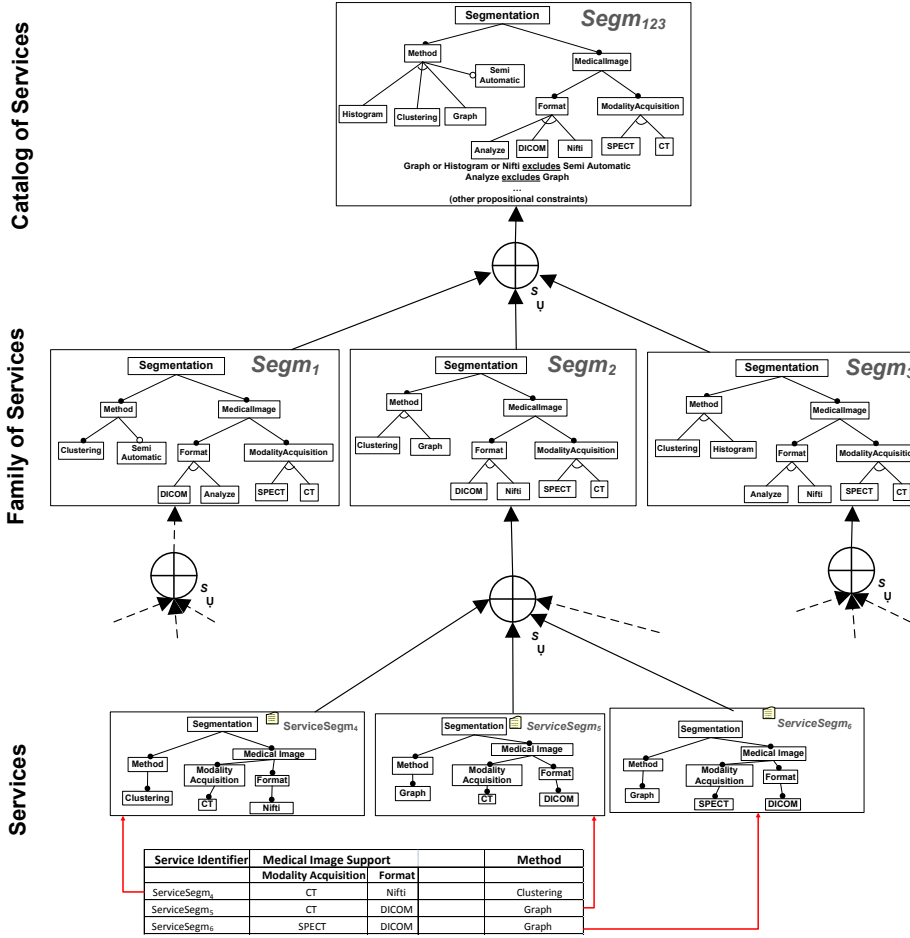 Catalog of Services
Segmentation
Segm123
Method
MedicalImage
Semi
Automatic
Histogram
Clustering
Graph
Format
ModalityAcquisition
Analyze
DICOM
Nifti
SPECT
CT
Graph or Histogram or Nifti excludes Semi Automatic
Analyze excludes Graph
...
(other propositional constraints)
S
Ụ
Family of Services
Segmentation
Segm1
Method
MedicalImage
Clustering
Semi
Automatic
Format
ModalityAcquisition
DICOM
Analyze
SPECT
CT
Segmentation
Segm2
Method
MedicalImage
Clustering
Graph
Format
ModalityAcquisition
DICOM
Nifti
SPECT
CT
Segmentation
Segm3
Method
MedicalImage
Clustering
Histogram
Format
ModalityAcquisition
Analyze
Nifti
SPECT
CT
S
Ụ
S
Ụ
S
Ụ
Services
Segmentation
ServiceSegm4
Method
Medical Image
Modality
Acquisition
Format
Clustering
CT
Nifti
Segmentation
ServiceSegm5
Method
Medical Image
Modality
Acquisition
Format
Graph
CT
DICOM
Segmentation
ServiceSegm6
Method
Medical Image
Modality
Acquisition
Format
Graph
SPECT
DICOM
Service Identifier Medical Image Support Method
Modality Acquisition Format
ServiceSegm4 CT Nifti Clustering
ServiceSegm5 CT DICOM Graph
ServiceSegm6 SPECT DICOM Graph